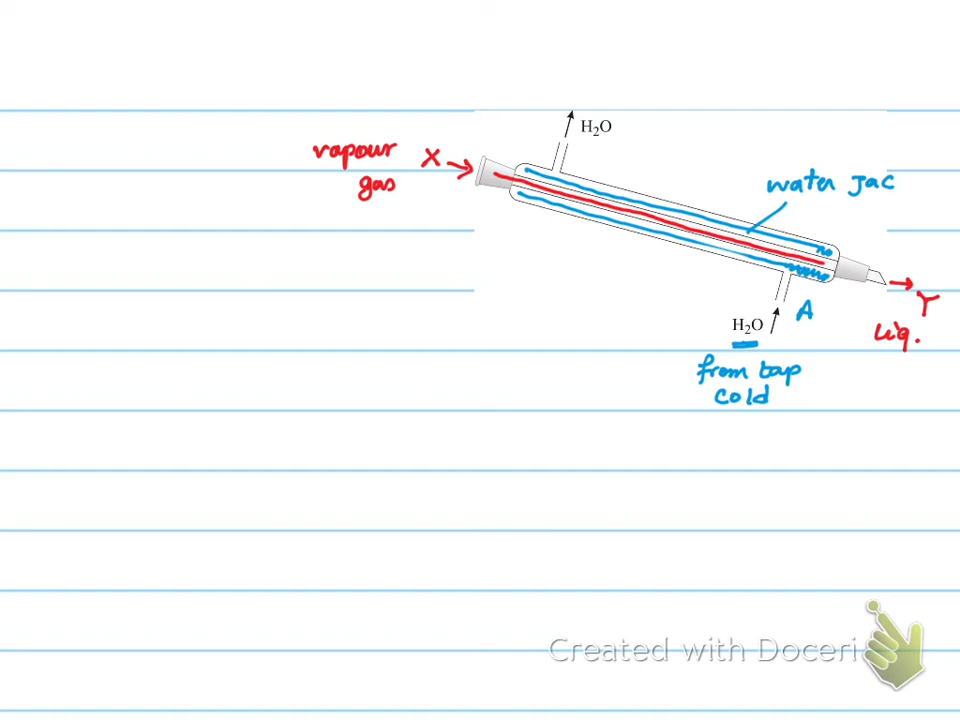 H2O
vapour X
gas
water Jac
A
H2O
Y
Liq.
from tap
cold
Created with Doceri